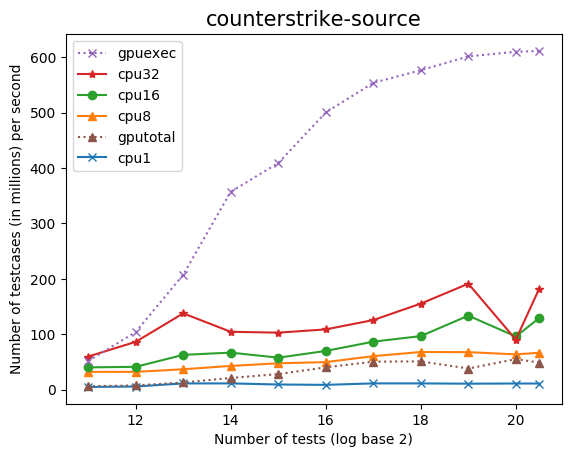 counterstrike-source
Number of testcases (in millions) per second
600
500
400
300
200
100
0
gpuexec
cpu32
cpu16
cpu8
gputotal
cpu1
12 14 16 18 20
Number of tests (log base 2)